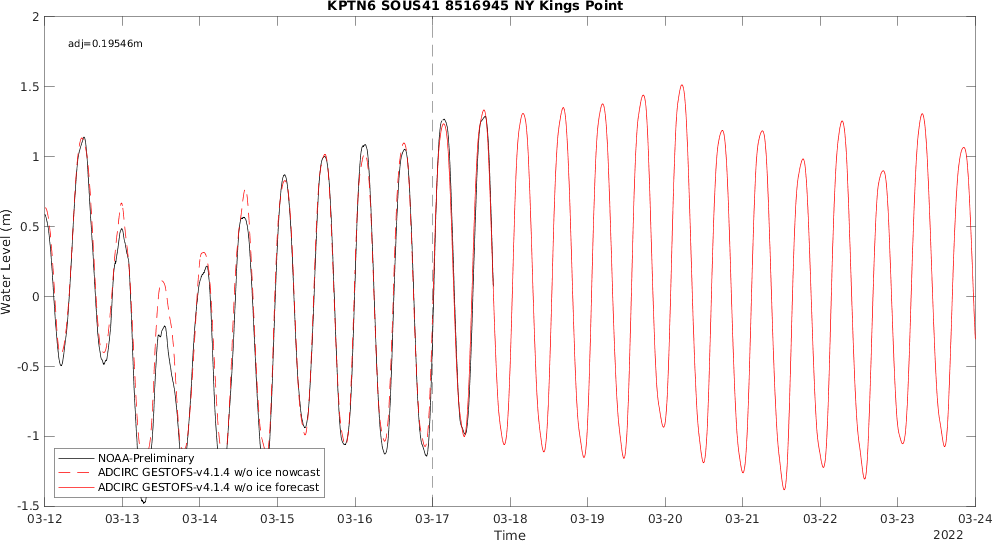 KPTN6 SOUS41 8516945 NY Kings Point
adj=0.19546m
2
1.5
1
0.5
0
-0.5
-1
-1.5
Water Level (m)
NOAA-Preliminary
ADCIRC GESTOFS-v4.1.4 w/o ice nowcast
ADCIRC GESTOFS-v4.1.4 w/o ice forecast
03-12 03-13 03-14 03-15 03-16 03-17 03-18 03-19 03-20 03-21 03-22 03-23 03-24
Time
2022